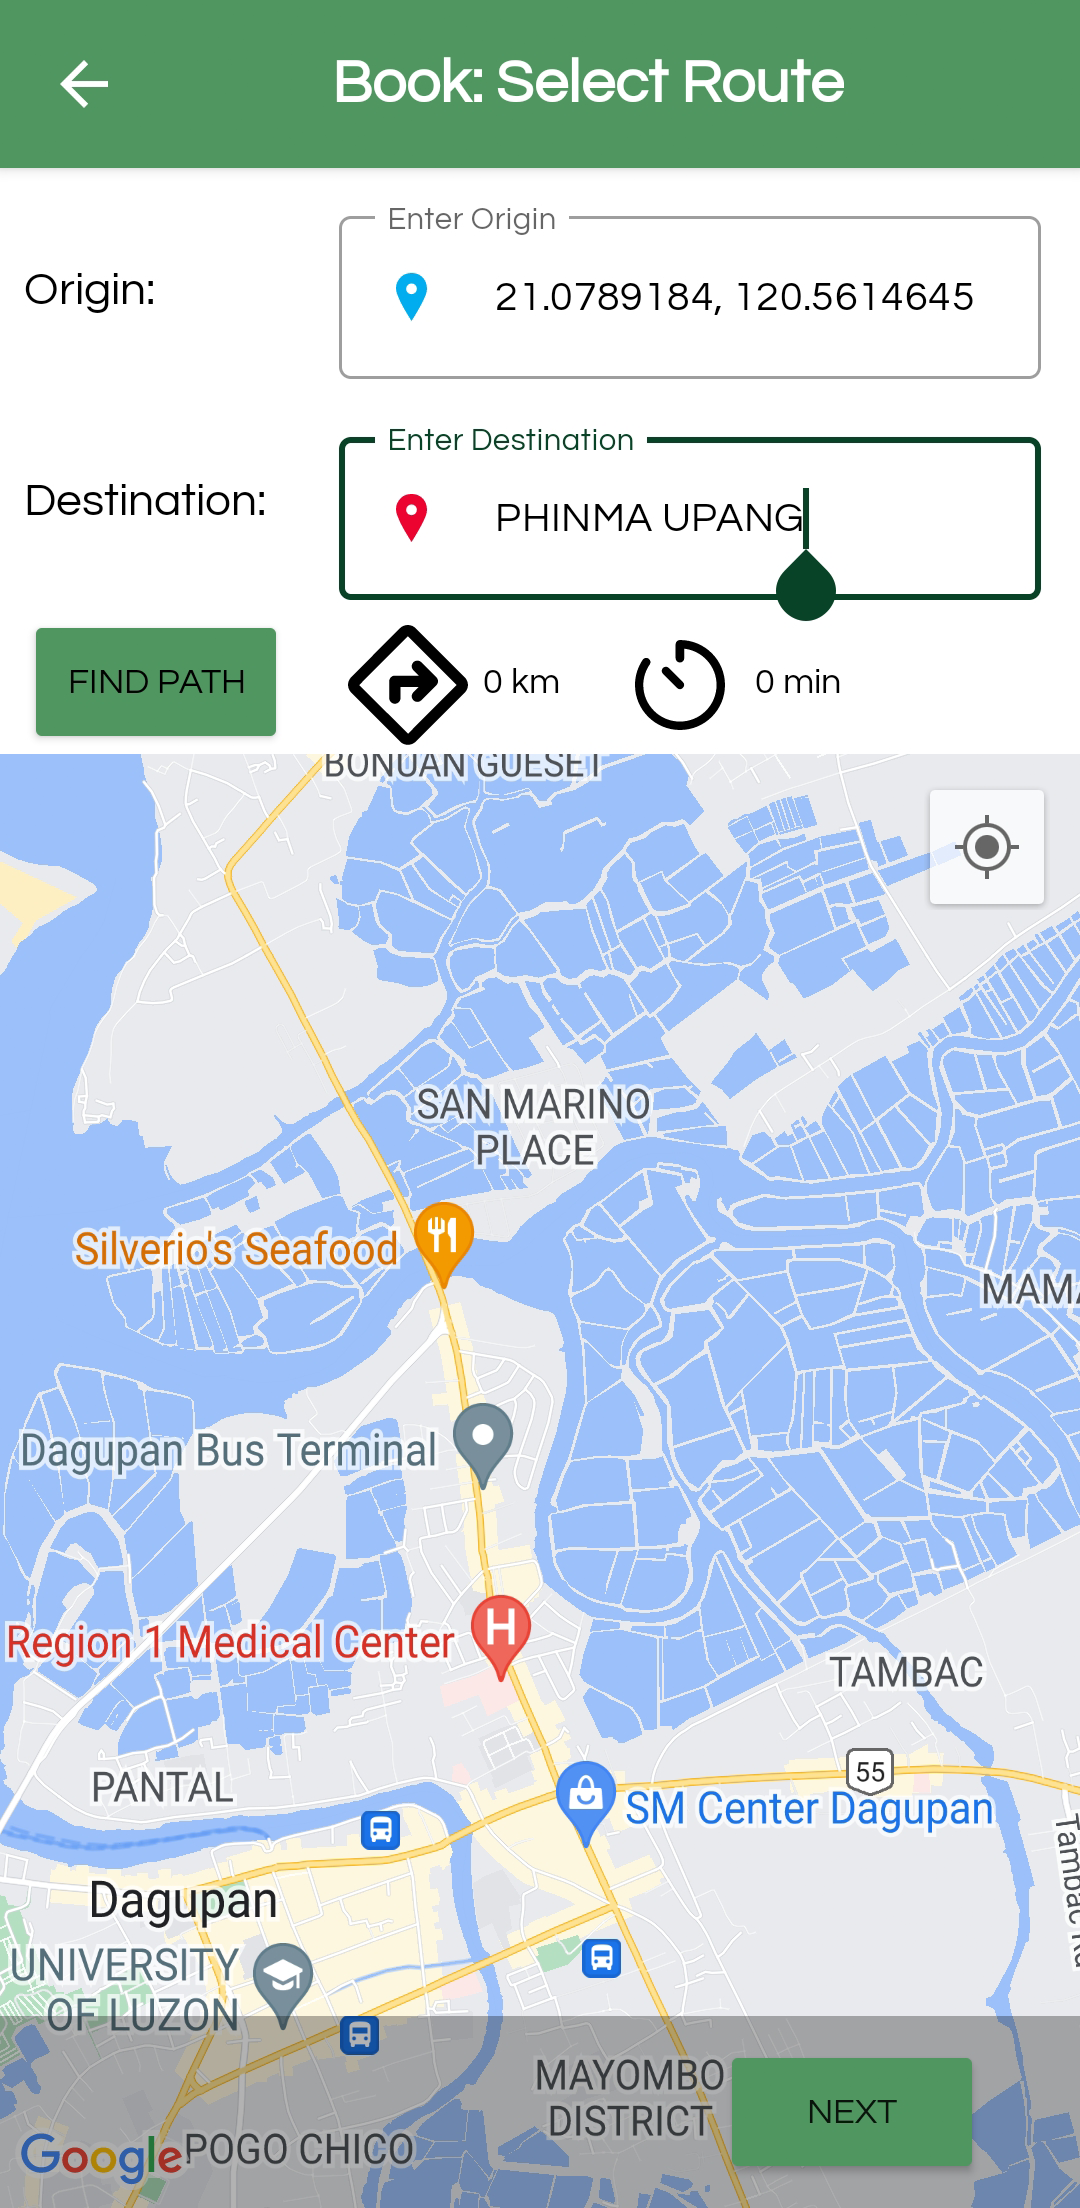 Book: Select Route
Enter Origin
Origin:
21.0789184, 120.5614645
Enter Destination
Destination:
PHINMA UPANG
FIND PATH
0 km
0 min
BONUAN GUESET
SAN MARINO
PLACE
Silverio's Seafood
MAMA
Dagupan Bus Terminal
H
Region 1 Medical Center
TAMBAC
55
PANTAL
SM Center Dagupan
Tambac Rd
Dagupan
UNIVERSITY
OF LUZON
MAYOMBO
DISTRICT
NEXT
Google
POGO CHICO